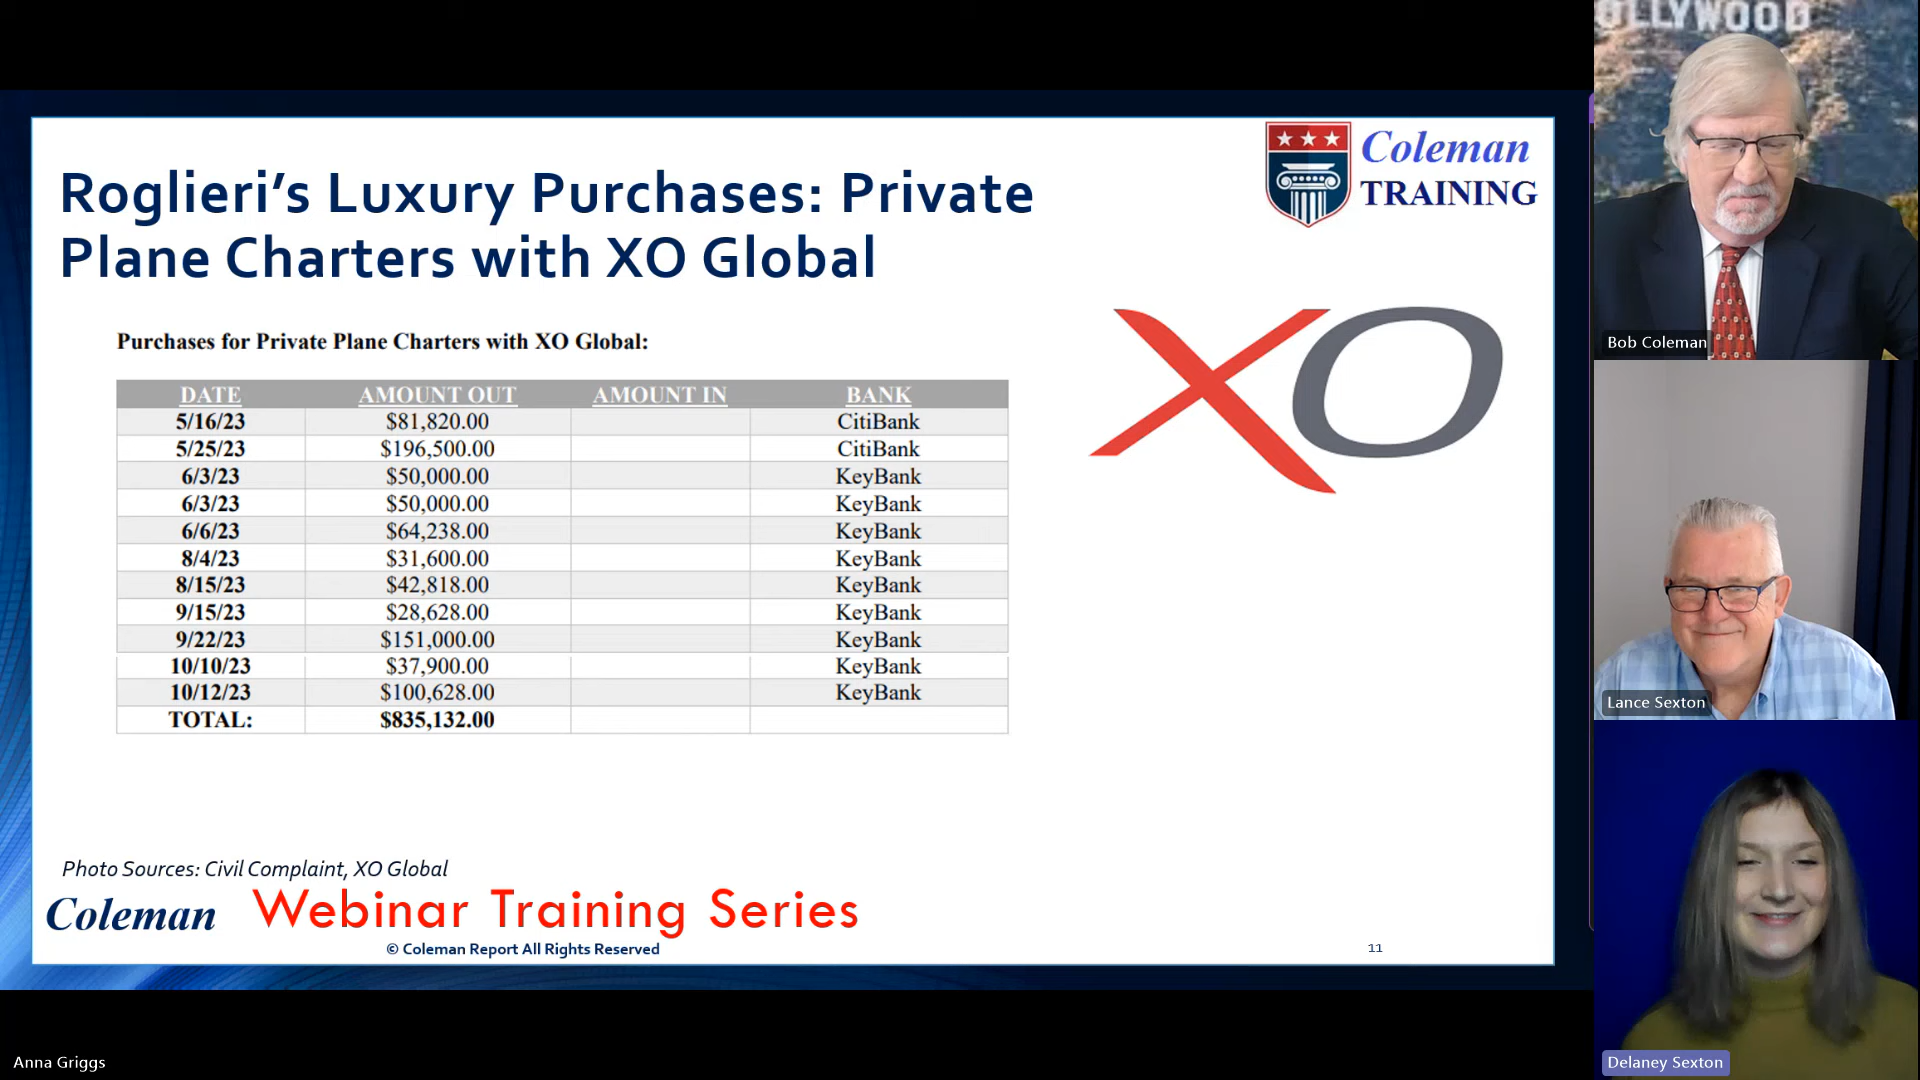 Roglieri's Luxury Purchases: Private
Plane Charters with XO Global
Coleman
TRAINING
Purchases for Private Plane Charters with XO Global:
DATE AMOUNT OUT AMOUNT IN BANK
5/16/23 $81,820.00 CitiBank
5/25/23 $196,500.00 CitiBank
6/3/23 $50,000.00 KeyBank
6/3/23 $50,000.00 KeyBank
6/6/23 $64,238.00 KeyBank
8/4/23 $31,600.00 KeyBank
8/15/23 $42,818.00 KeyBank
9/15/23 $28,628.00 KeyBank
9/22/23 $151,000.00 KeyBank
10/10/23 $37,900.00 KeyBank
10/12/23 $100,628.00 KeyBank
TOTAL: $835,132.00
XO
Photo Sources: Civil Complaint, XO Global
Coleman Webinar Training Series
© Coleman Report All Rights Reserved
11
Anna Griggs
OLLYWOOD
Bob Coleman
Lance Sexton
Delaney Sexton